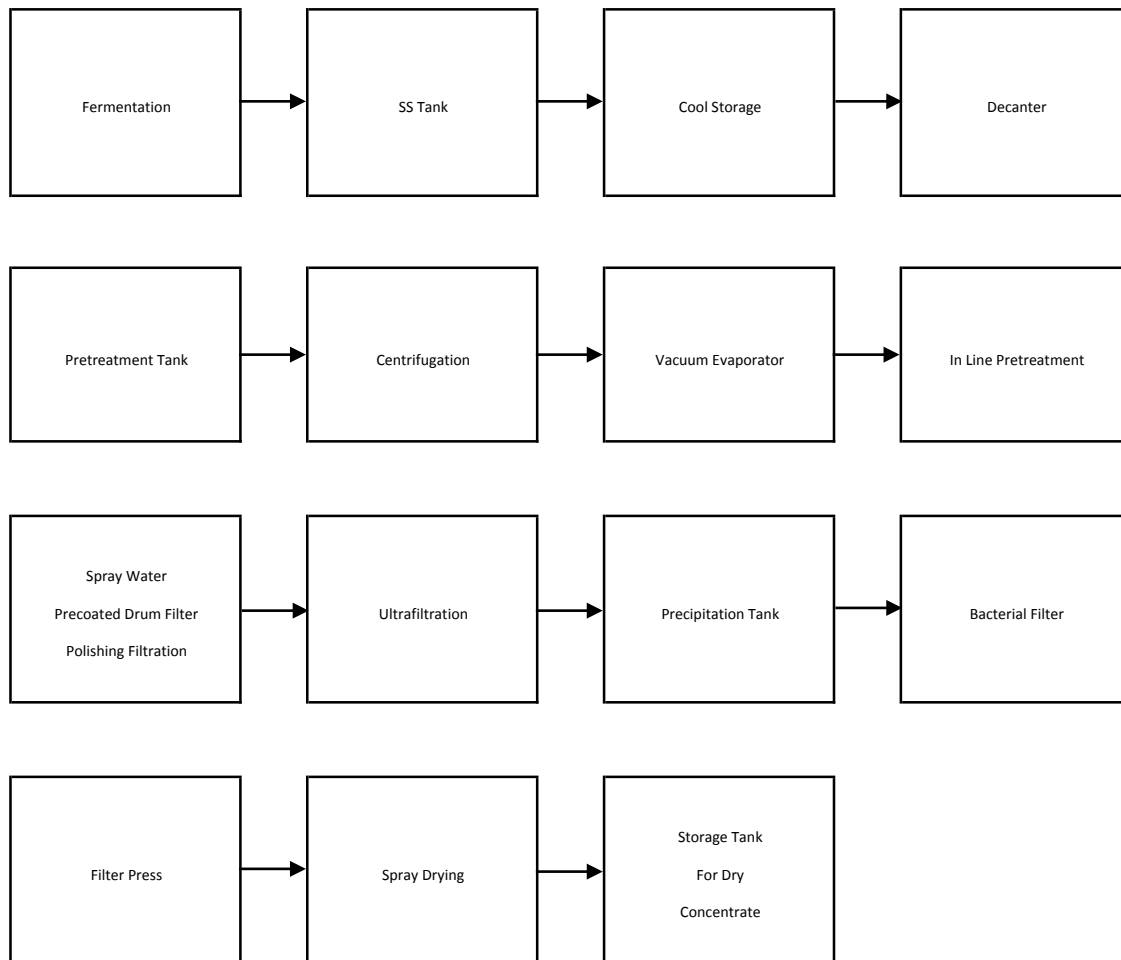 Fermentation
SS Tank
Cool Storage
Decanter
Pretreatment Tank
Centrifugation
Vacuum Evaporator
In Line Pretreatment
Spray Water
Precoated Drum Filter
Polishing Filtration
Ultrafiltration
Precipitation Tank
Bacterial Filter
Filter Press
Spray Drying
Storage Tank
For Dry
Concentrate